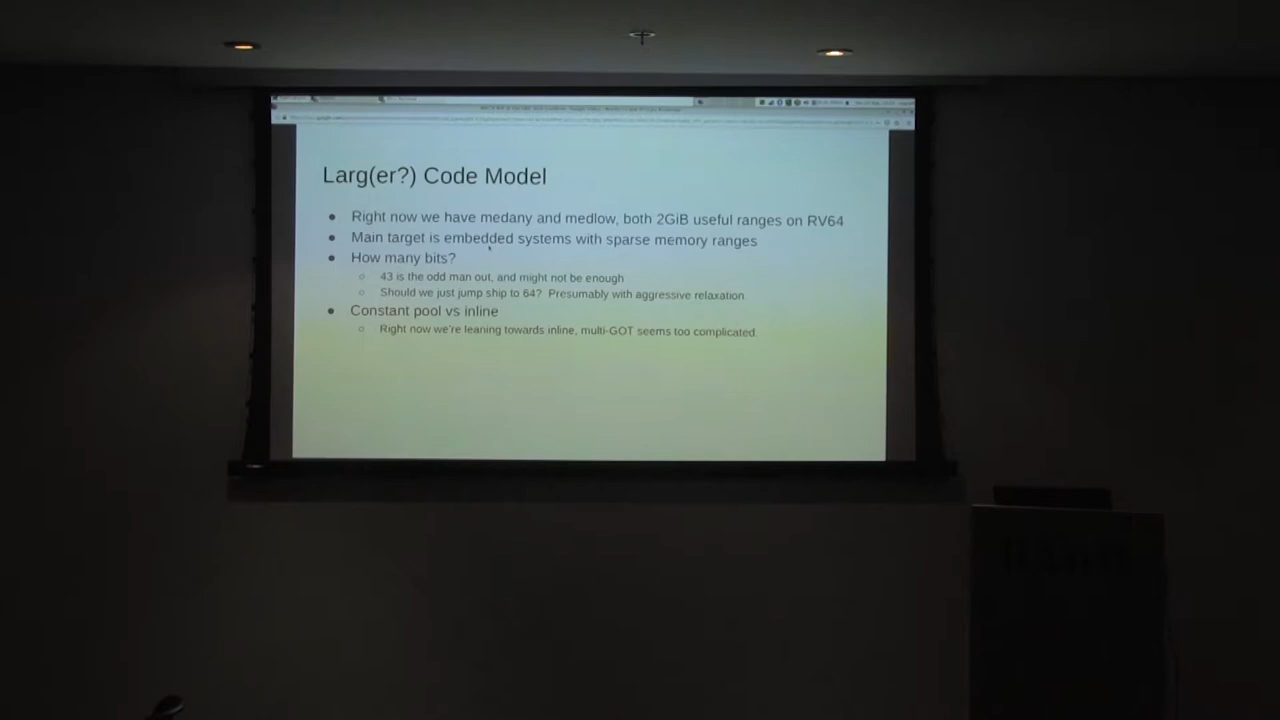 Larg(er?) Code Model
● Right now we have medany and medlow, both 2GiB useful ranges on RV64
● Main target is embedded systems with sparse memory ranges
● How many bits?
○ 43 is the odd man out, and might not be enough
○ Should we just jump ship to 64? Presumably with aggressive relaxation
● Constant pool vs inline
○ Right now we're leaning towards inline, multi-GOT seems too complicated.